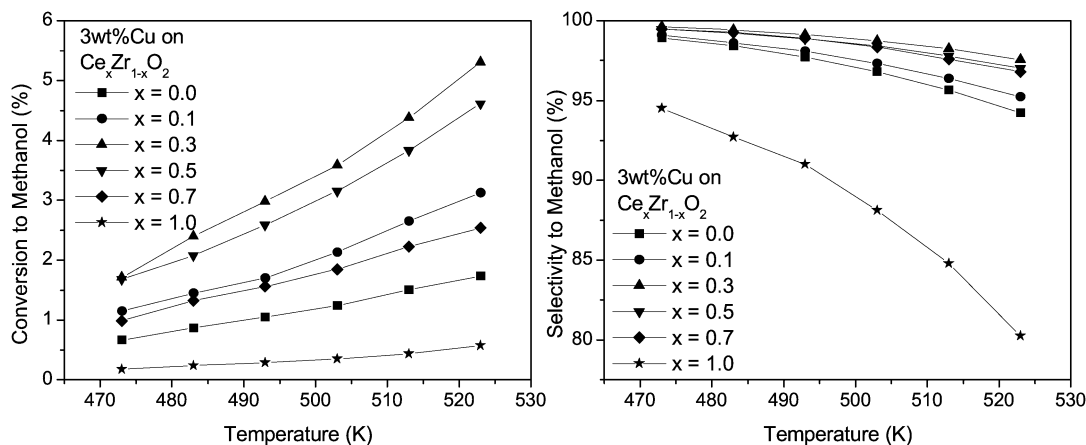 6
5
4
3
2
1
0
Conversion to Methanol (%)
3wt%Cu on
CeₓZr₁₋ₓO₂
x = 0.0
x = 0.1
x = 0.3
x = 0.5
x = 0.7
x = 1.0
470 480 490 500 510 520 530
Temperature (K)
100
95
90
85
80
Selectivity to Methanol (%)
3wt%Cu on
CeₓZr₁₋ₓO₂
x = 0.0
x = 0.1
x = 0.3
x = 0.5
x = 0.7
x = 1.0
470 480 490 500 510 520 530
Temperature (K)